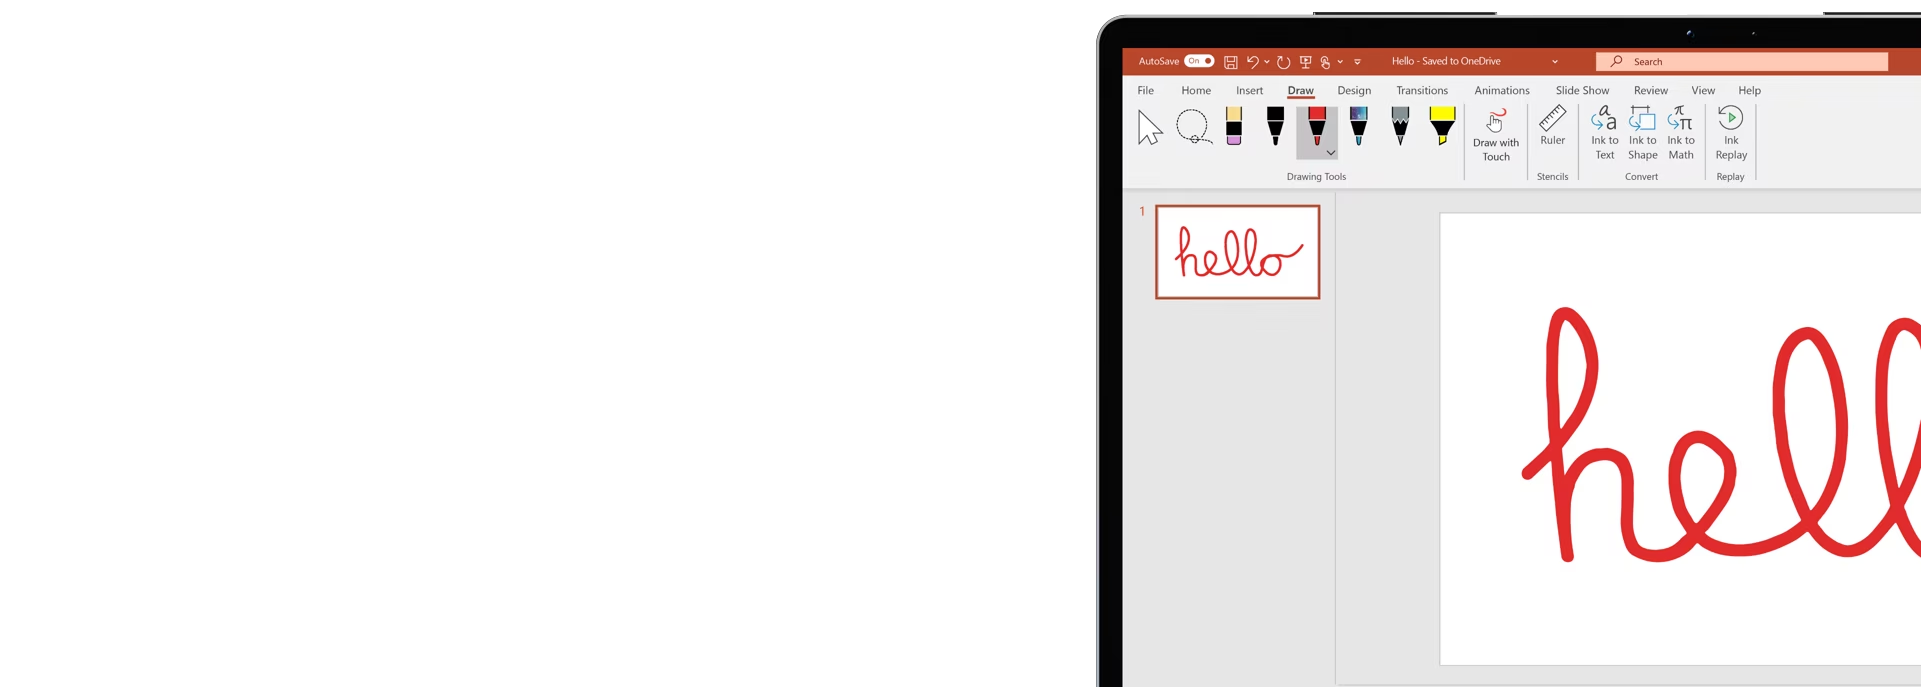 AutoSave On Hello - Saved to OneDrive Search
File Home Insert Draw Design Transitions Animations Slide Show Review View Help
Draw with Touch
Ruler
a a Ink to Text
Ink to Shape
π π Ink to Math
Ink Replay
Drawing Tools Stencils Convert Replay
1
hello
hell